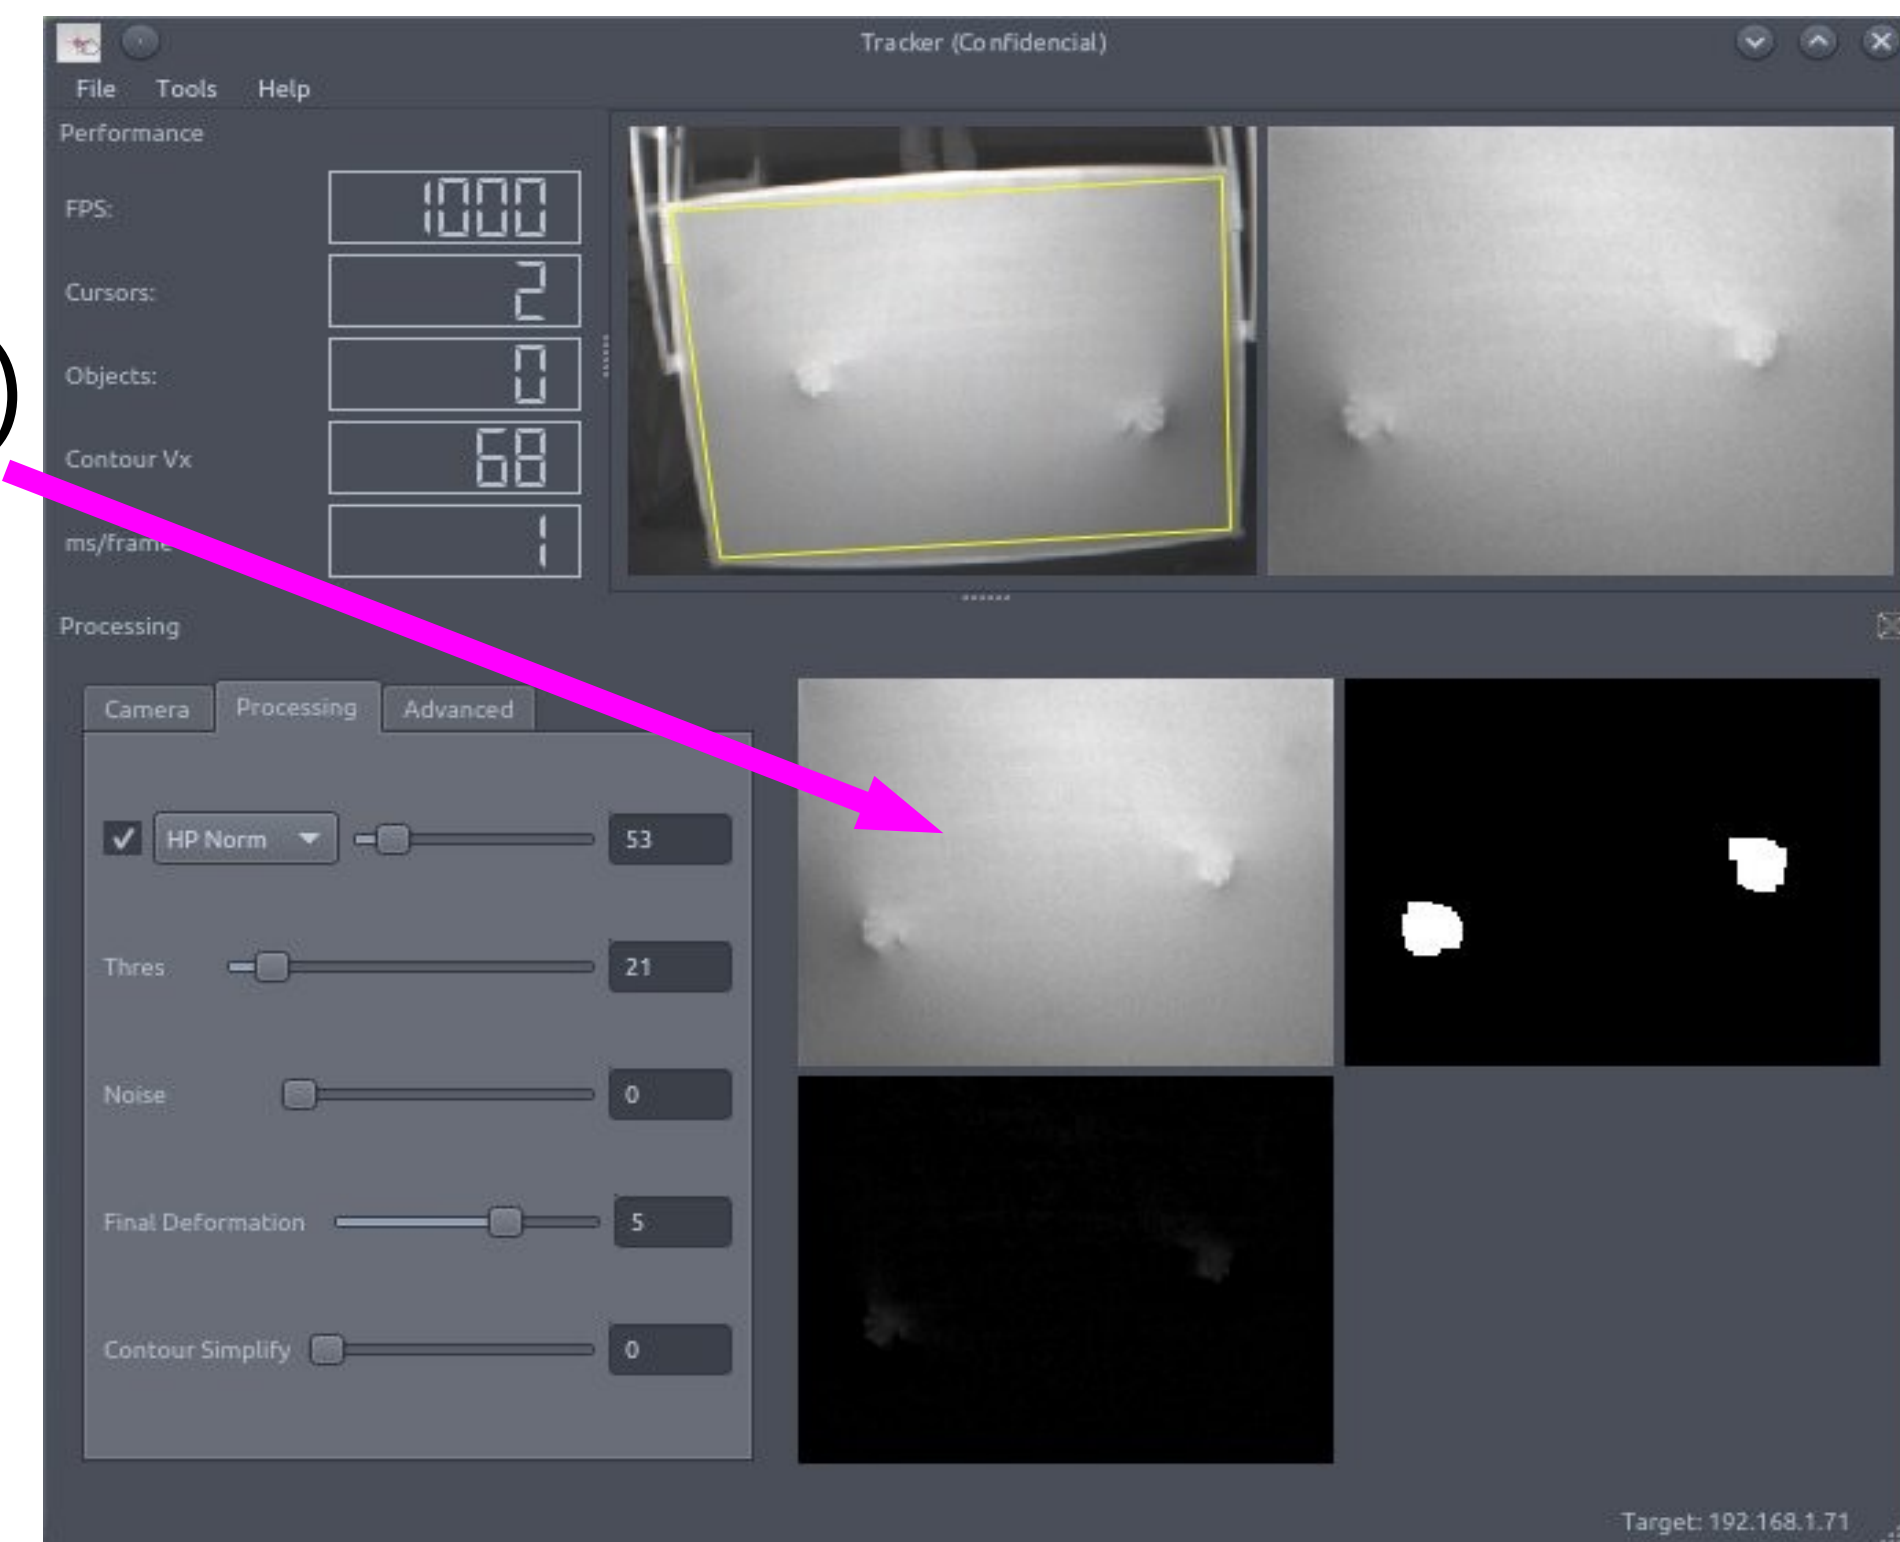 )
Tracker (Confidencial)
File Tools Help
Performance
FPS: 1000
Cursors: 2
Objects: 0
Contour Vx 68
ms/frame 1
Processing
Camera Processing Advanced
HP Norm 53
Thres 21
Noise 0
Final Deformation 5
Contour Simplify 0
Target: 192.168.1.71